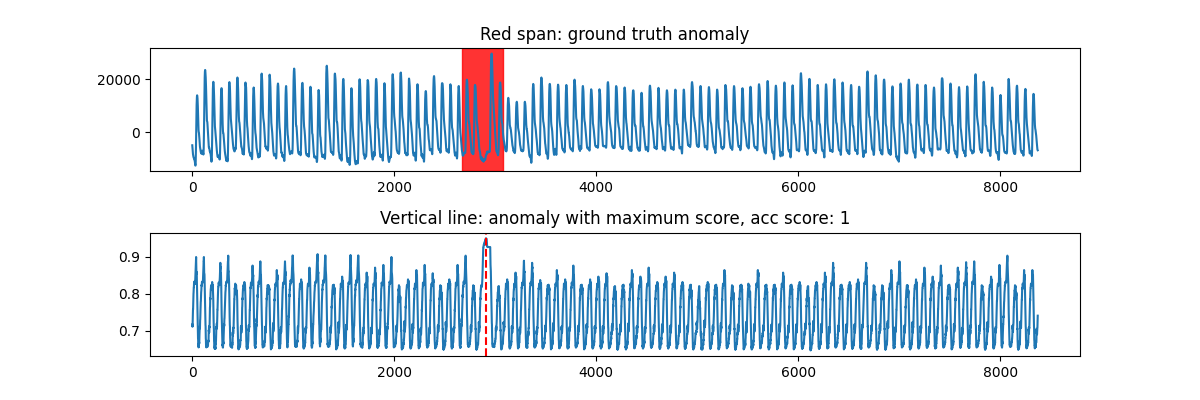 Red span: ground truth anomaly
20000
0
0 2000 4000 6000 8000
Vertical line: anomaly with maximum score, acc score: 1
0.9
0.8
0.7
0 2000 4000 6000 8000